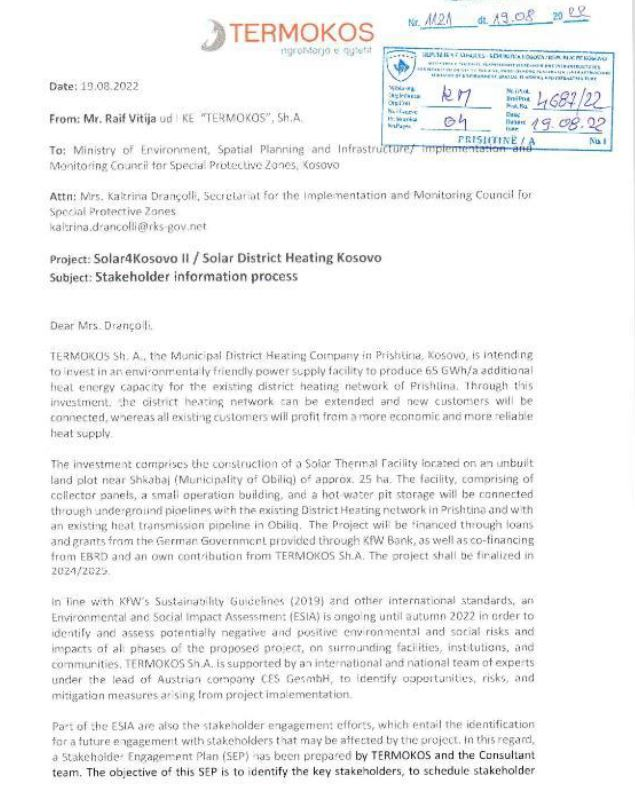 TERMOKOS
ngrohtorja e qytetit
Nr. 1121 dt. 19.08 2022
KM
04
4687/22
19.08.22
PRISHTINE / A
Date: 19.08.2022
From: Mr. Raif Vitija ud I KE "TERMOKOS", Sh.A.
To: Ministry of Environment, Spatial Planning and Infrastructure/ Implementation and
Monitoring Council for Special Protective Zones, Kosovo
Attn: Mrs. Kaltrina Drançolli, Secretariat for the Implementation and Monitoring Council for
Special Protective Zones
kaltrina.drancolli@rks-gov.net
Project: Solar4Kosovo II / Solar District Heating Kosovo
Subject: Stakeholder information process
Dear Mrs. Drançolli,
TERMOKOS Sh. A., the Municipal District Heating Company in Prishtina, Kosovo, is intending
to invest in an environmentally friendly power supply facility to produce 65 GWh/a additional
heat energy capacity for the existing district heating network of Prishtina. Through this
investment, the district heating network can be extended and new customers will be
connected, whereas all existing customers will profit from a more economic and more reliable
heat supply.
The investment comprises the construction of a Solar Thermal Facility located on an unbuilt
land plot near Shkabaj (Municipality of Obiliq) of approx. 25 ha. The facility, comprising of
collector panels, a small operation building, and a hot water pit storage will be connected
through underground pipelines with the existing District Heating network in Prishtina and with
an existing heat transmission pipeline in Obiliq. The Project will be financed through loans
and grants from the German Government provided through KfW Bank, as well as co-financing
from EBRD and an own contribution from TERMOKOS Sh.A. The project shall be finalized in
2024/2025.
In line with KfW's Sustainability Guidelines (2019) and other international standards, an
Environmental and Social Impact Assessment (ESIA) is ongoing until autumn 2022 in order to
identify and assess potentially negative and positive environmental and social risks and
impacts of all phases of the proposed project, on surrounding facilities, institutions, and
communities. TERMOKOS Sh.A. is supported by an international and national team of experts
under the lead of Austrian company CES GesmbH, to identify opportunities, risks, and
mitigation measures arising from project implementation.
Part of the ESIA are also the stakeholder engagement efforts, which entail the identification
for a future engagement with stakeholders that may be affected by the project. In this regard,
a Stakeholder Engagement Plan (SEP) has been prepared by TERMOKOS and the Consultant
team. The objective of this SEP is to identify the key stakeholders, to schedule stakeholder